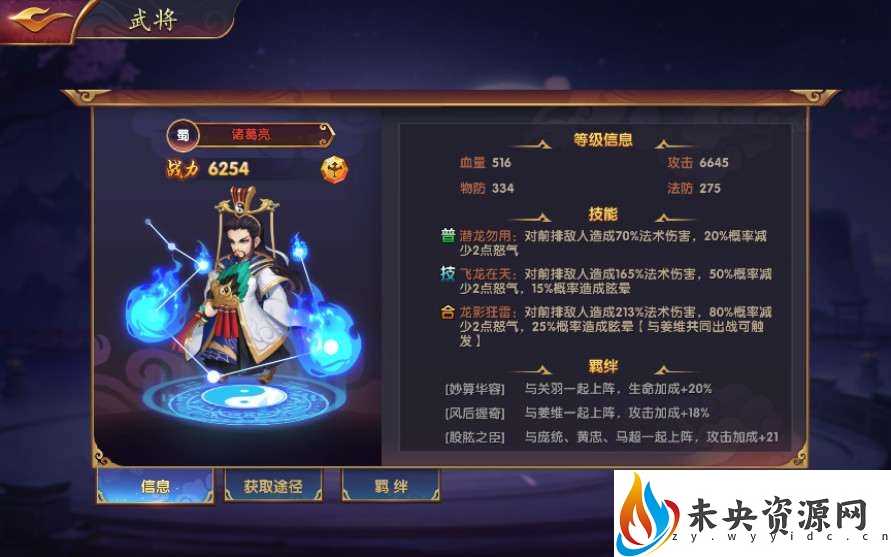 武将
蜀 诸葛亮
战力 6254
等级信息
血量 516 攻击 6645
物防 334 法防 275
技能
普 潜龙勿用：对前排敌人造成70%法术伤害，20%概率减
少2点怒气
技 飞龙在天：对前排敌人造成165%法术伤害，50%概率减
少2点怒气，15%概率造成眩晕
合 龙影狂雷：对前排敌人造成213%法术伤害，80%概率减
少2点怒气，25%概率造成眩晕【与姜维共同出战可触
发】
羁绊
[妙算华容] 与关羽一起上阵，生命加成+20%
[风后握奇] 与姜维一起上阵，攻击加成+18%
[股肱之臣] 与庞统、黄忠、马超一起上阵，攻击加成+21
信息 获取途径 羁绊
未央资源网
zy.wyyidc.cn